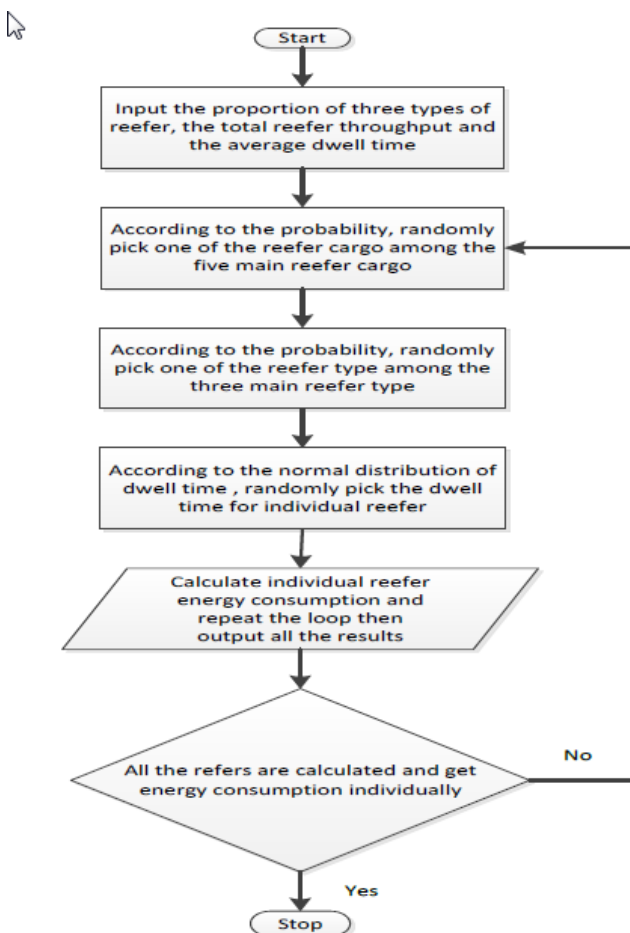 Start
Input the proportion of three types of
reefer, the total reefer throughput and
the average dwell time
According to the probability, randomly
pick one of the reefer cargo among the
five main reefer cargo
According to the probability, randomly
pick one of the reefer type among the
three main reefer type
According to the normal distribution of
dwell time , randomly pick the dwell
time for individual reefer
Calculate individual reefer
energy consumption and
repeat the loop then
output all the results
All the refers are calculated and get
energy consumption individually
No
Yes
Stop